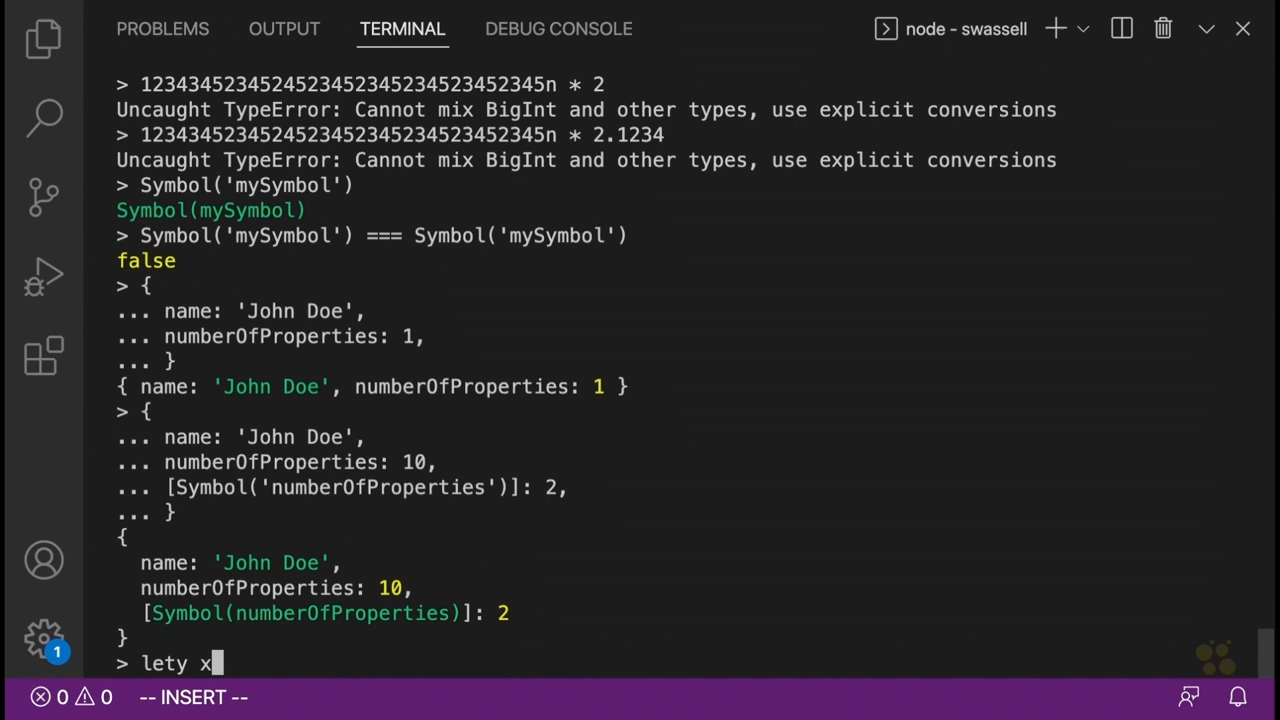 PROBLEMS OUTPUT TERMINAL DEBUG CONSOLE node - swassell
> 12343452345245234523452345234523452345n * 2
Uncaught TypeError: Cannot mix BigInt and other types, use explicit conversions
> 12343452345245234523452345234523452345n * 2.1234
Uncaught TypeError: Cannot mix BigInt and other types, use explicit conversions
> Symbol('mySymbol')
Symbol(mySymbol)
> Symbol('mySymbol') === Symbol('mySymbol')
false
> {
... name: 'John Doe',
... numberOfProperties: 1,
... }
{ name: 'John Doe', numberOfProperties: 1 }
> {
... name: 'John Doe',
... numberOfProperties: 10,
... [Symbol('numberOfProperties')]: 2,
... }
{
  name: 'John Doe',
  numberOfProperties: 10,
  [Symbol(numberOfProperties)]: 2
}
> lety x
1
0 0 -- INSERT --